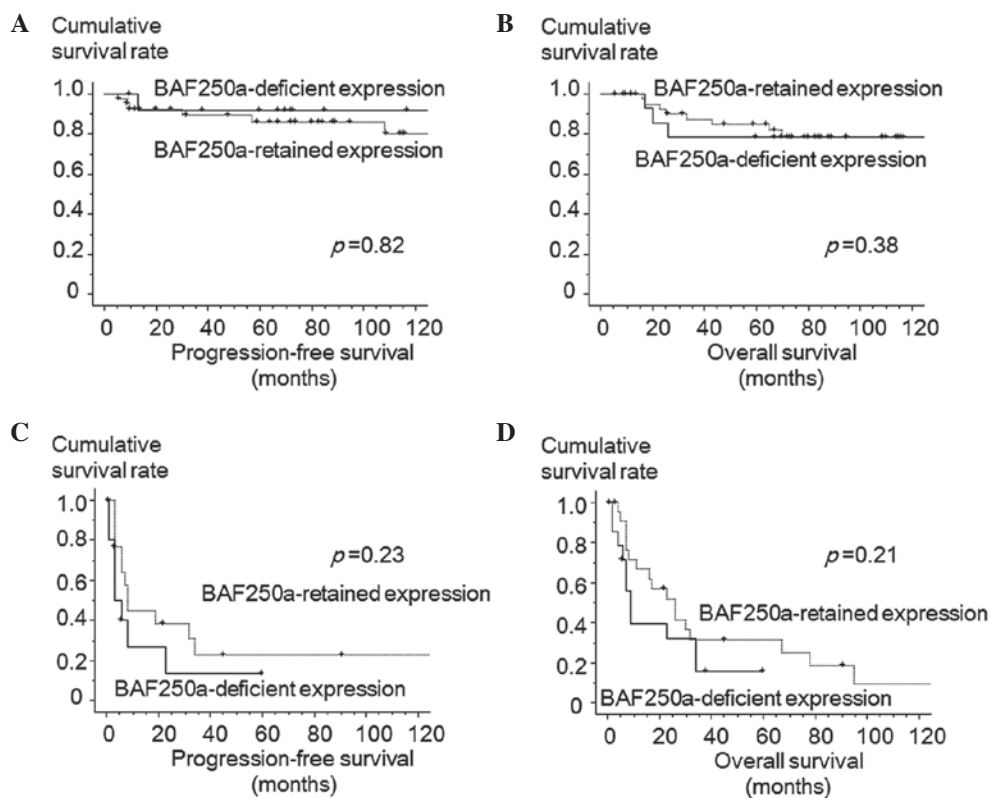 A
Cumulative
survival rate
1.0
0.8
0.6
0.4
0.2
0
BAF250a-deficient expression
BAF250a-retained expression
p=0.82
0 20 40 60 80 100 120
Progression-free survival
(months)
B
Cumulative
survival rate
1.0
0.8
0.6
0.4
0.2
0
BAF250a-retained expression
BAF250a-deficient expression
p=0.38
0 20 40 60 80 100 120
Overall survival
(months)
C
Cumulative
survival rate
1.0
0.8
0.6
0.4
0.2
0
p=0.23
BAF250a-retained expression
BAF250a-deficient expression
0 20 40 60 80 100 120
Progression-free survival
(months)
D
Cumulative
survival rate
1.0
0.8
0.6
0.4
0.2
0
p=0.21
BAF250a-retained expression
BAF250a-deficient expression
0 20 40 60 80 100 120
Overall survival
(months)